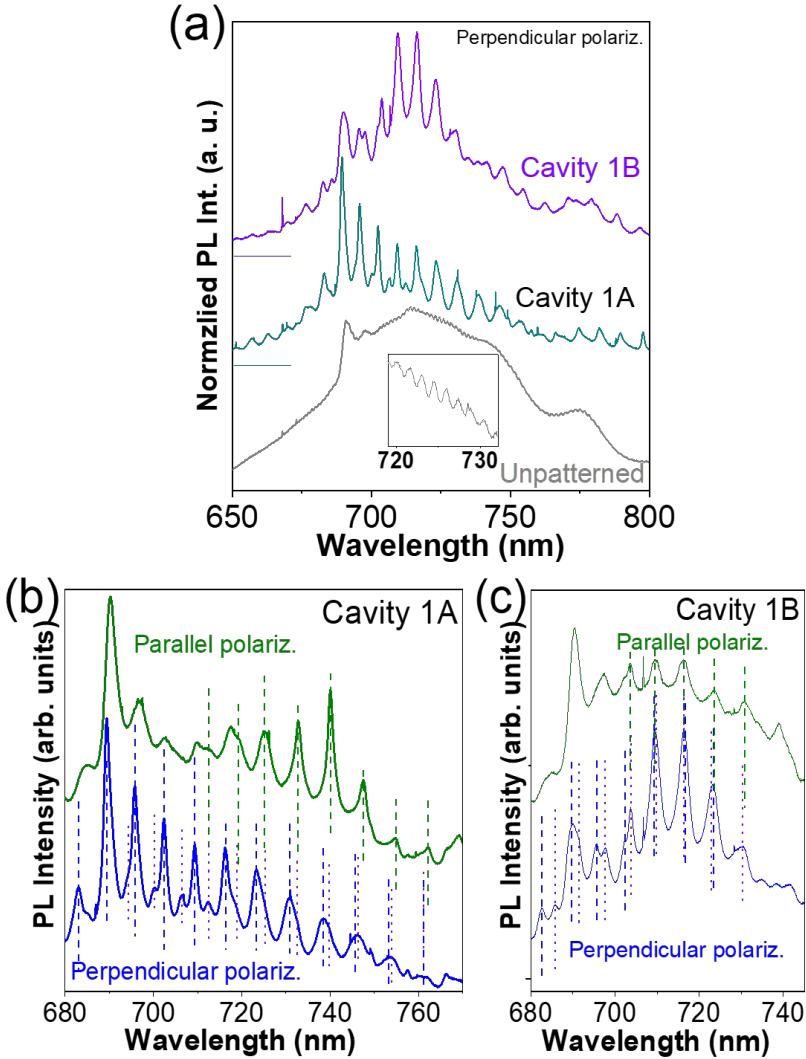 (a)
Perpendicular polariz.
Normzlied PL Int. (a. u.)
Cavity 1B
Cavity 1A
Unpatterned
720 730
650 700 750 800
Wavelength (nm)
(b)
Cavity 1A
Parallel polariz.
PL Intensity (arb. units)
Perpendicular polariz.
680 700 720 740 760
Wavelength (nm)
(c)
Cavity 1B
Parallel polariz.
PL Intensity (arb. units)
Perpendicular polariz.
680 700 720 740
Wavelength (nm)